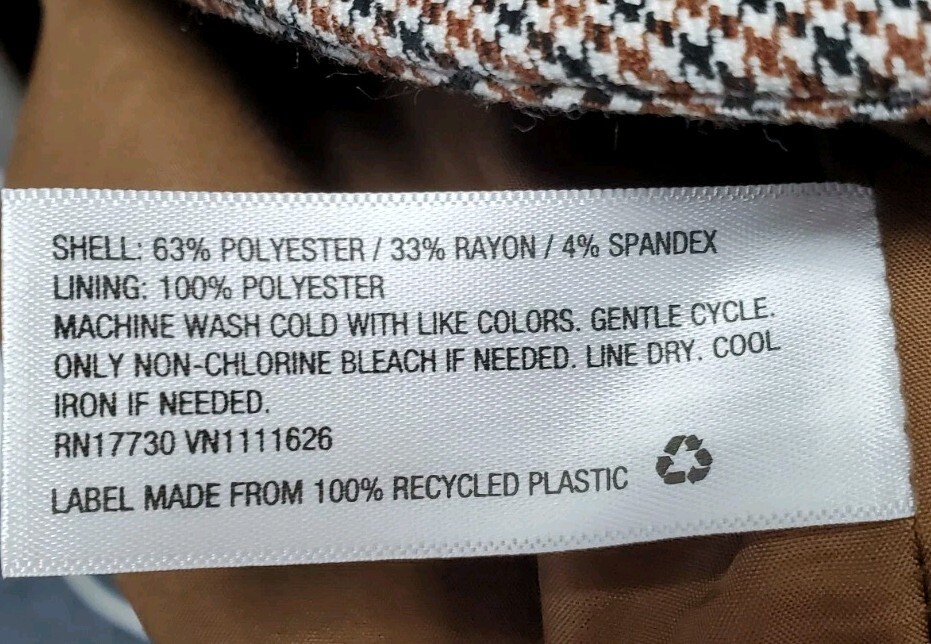 SHELL: 63% POLYESTER / 33% RAYON / 4% SPANDEX
LINING: 100% POLYESTER
MACHINE WASH COLD WITH LIKE COLORS. GENTLE CYCLE.
ONLY NON-CHLORINE BLEACH IF NEEDED. LINE DRY. COOL
IRON IF NEEDED.
RN17730 VN1111626
LABEL MADE FROM 100% RECYCLED PLASTIC